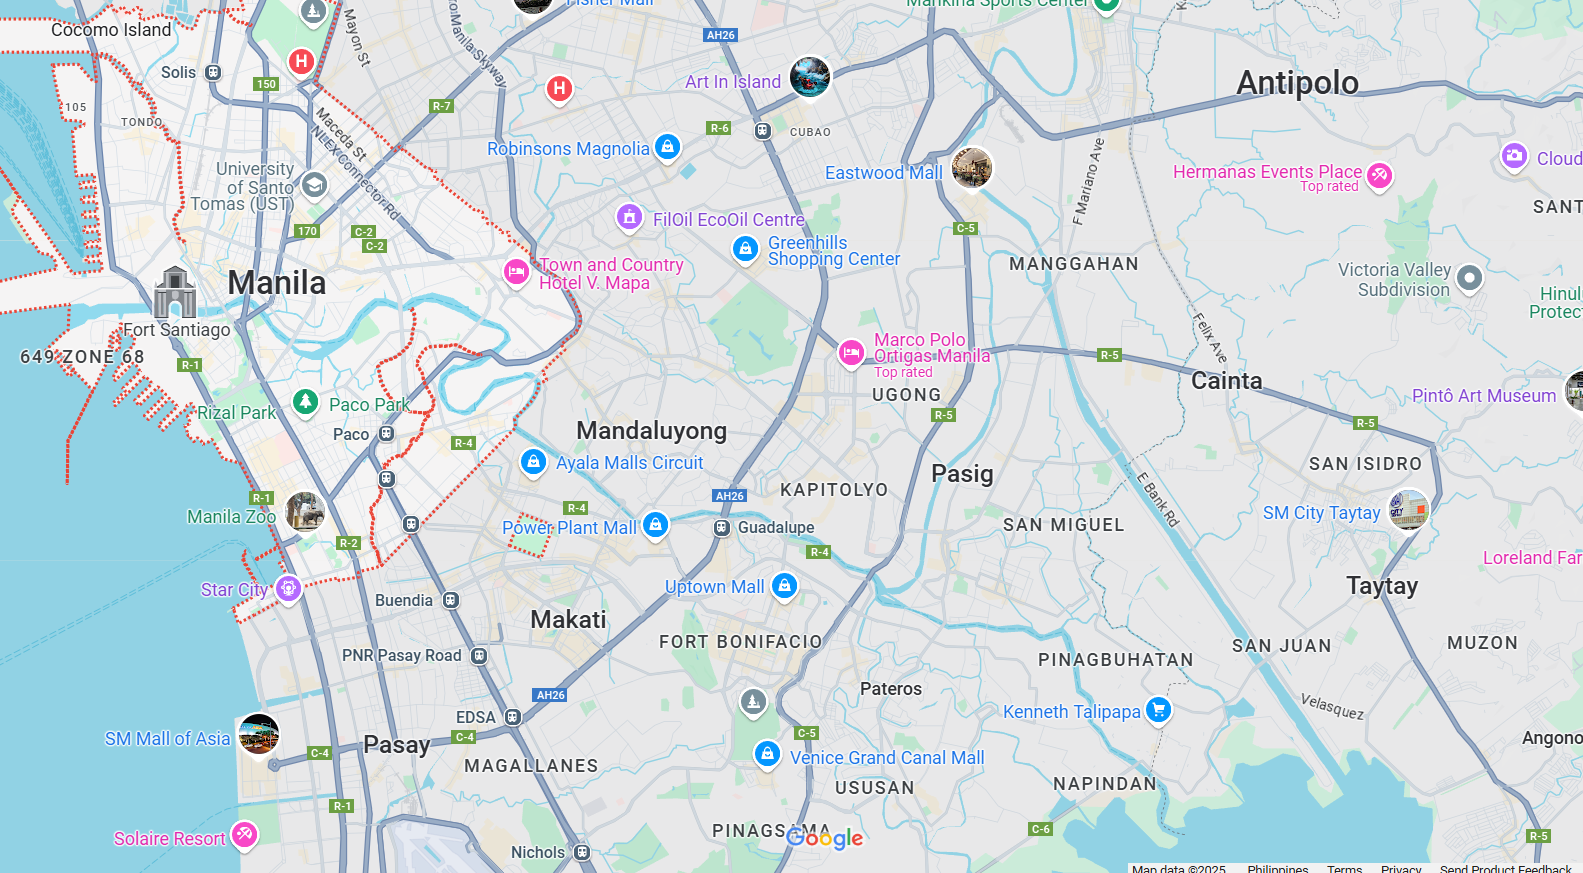 Fisher Mall
Marikina Sports Center
Cocomo Island
Mayon St
Metro Manila Skyway
AH26
Solis
150
Art In Island
Antipolo
105
R-7
TONDO
Maceda St
NLEX Connector Rd
R-6
CUBAO
Robinsons Magnolia
University
of Santo
Tomas (UST)
Eastwood Mall
F Mariano Ave
Hermanas Events Place
Top rated
Cloud
SANT
170
C-2
C-2
FilOil EcoOil Centre
C-5
Greenhills
Shopping Center
MANGGAHAN
Manila
Town and Country
Hotel V. Mapa
Victoria Valley
Subdivision
Hinul
Protect
Fort Santiago
Felix Ave
649 ZONE 68
R-1
Marco Polo
Ortigas Manila
Top rated
R-5
Cainta
UGONG
Pintô Art Museum
Rizal Park
Paco Park
R-5
R-5
Paco
R-4
Mandaluyong
Ayala Malls Circuit
Pasig
SAN ISIDRO
KAPITOLYO
AH26
E Bank Rd
R-1
Manila Zoo
R-4
Power Plant Mall
Guadalupe
SAN MIGUEL
SM City Taytay
R-2
R-4
Loreland Far
Star City
Buendia
Uptown Mall
Taytay
Makati
FORT BONIFACIO
SAN JUAN
MUZON
PNR Pasay Road
PINAGBUHATAN
AH26
Pateros
Velasquez
EDSA
Kenneth Talipapa
SM Mall of Asia
C-4
C-4
C-5
Pasay
MAGALLANES
Venice Grand Canal Mall
Angono
USUSAN
NAPINDAN
R-1
Solaire Resort
PINAGSAMA
Google
C-6
R-5
Nichols
Map data ©2025 Philippines Terms Privacy Send Product Feedback